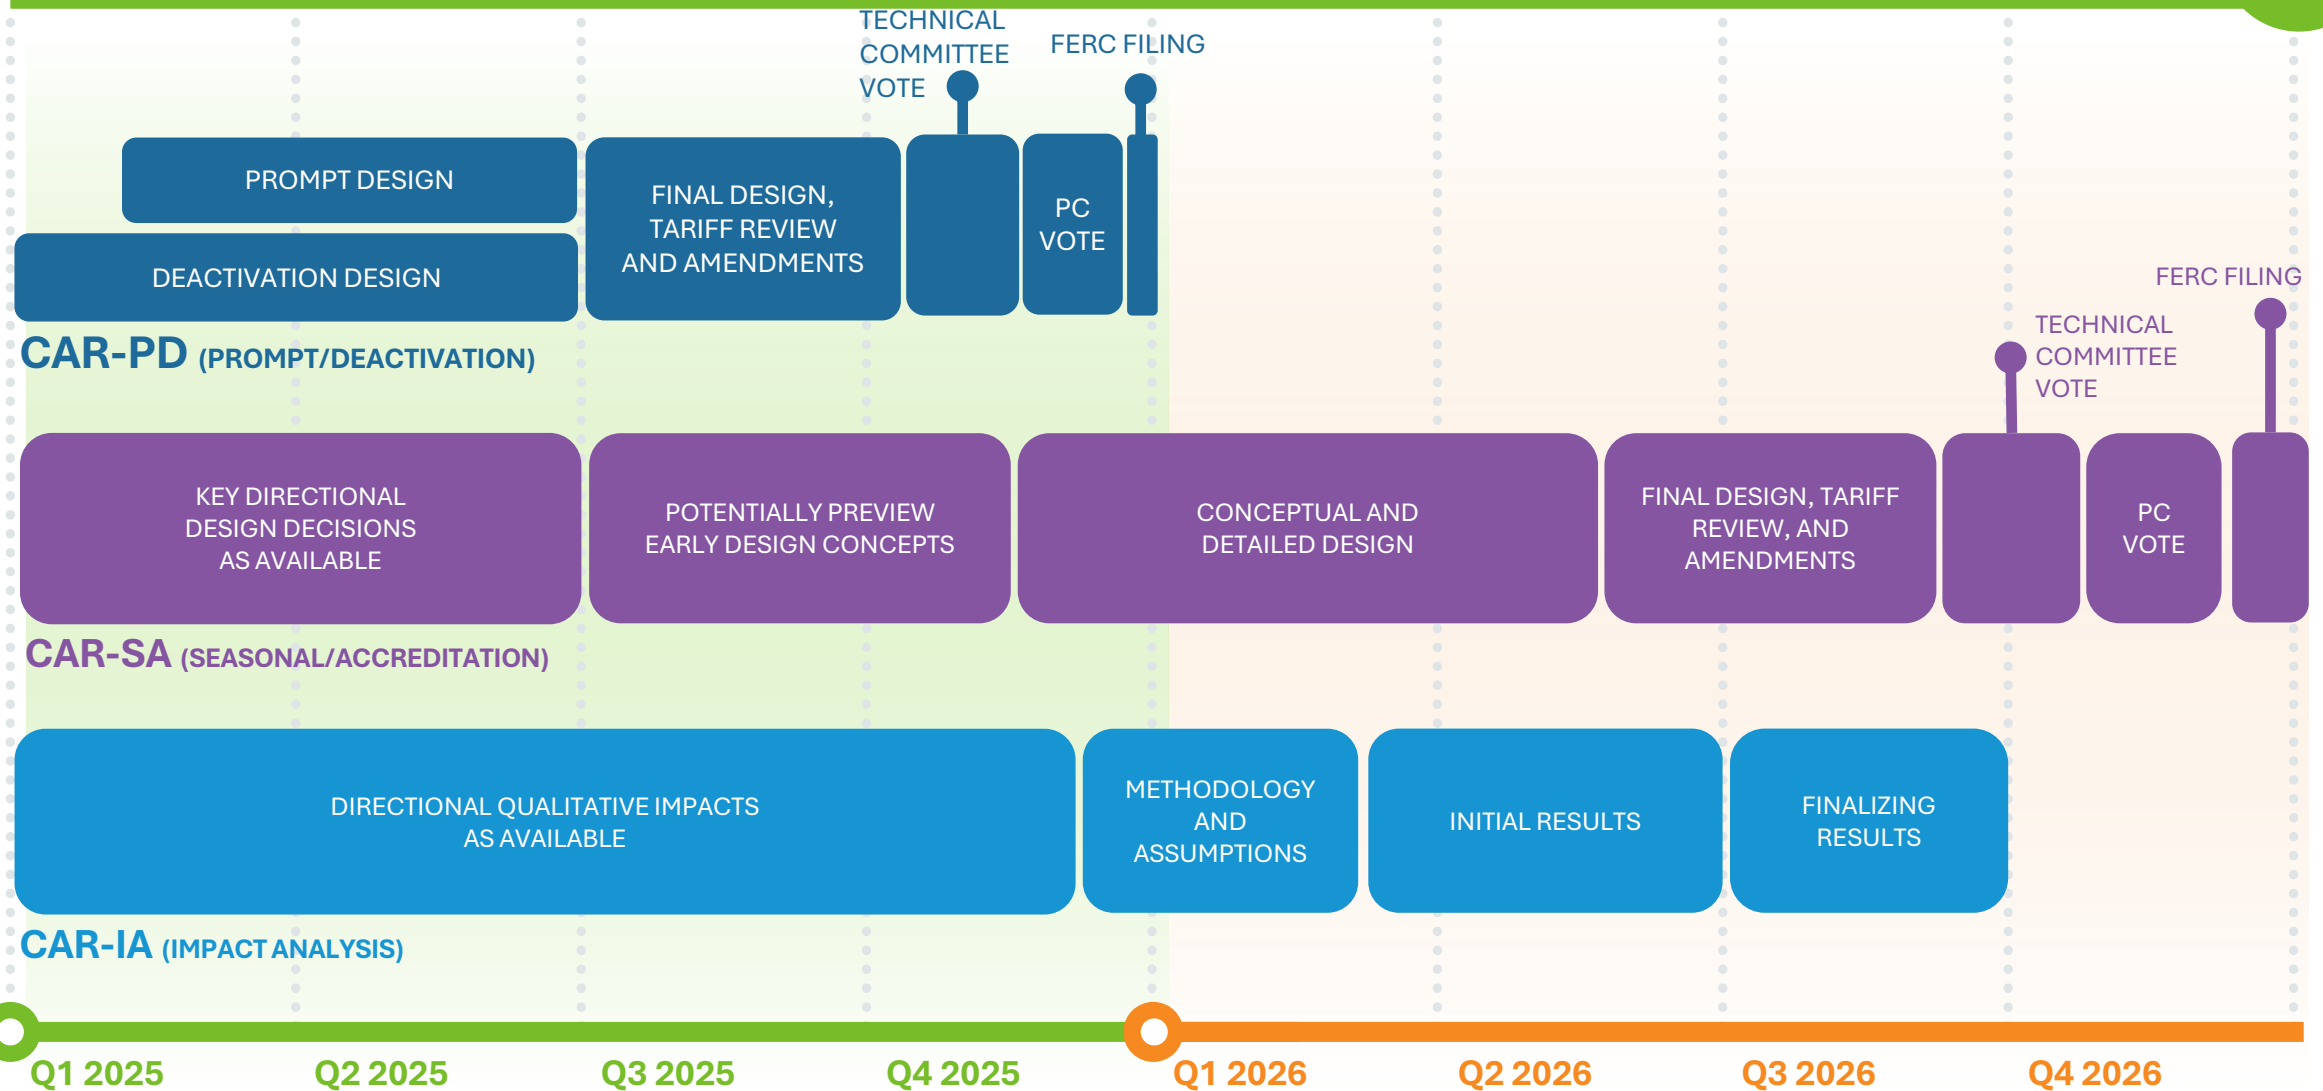 TECHNICAL
COMMITTEE
VOTE
FERC FILING
PROMPT DESIGN
DEACTIVATION DESIGN
FINAL DESIGN,
TARIFF REVIEW
AND AMENDMENTS
PC
VOTE
CAR-PD (PROMPT/DEACTIVATION)
FERC FILING
TECHNICAL
COMMITTEE
VOTE
KEY DIRECTIONAL
DESIGN DECISIONS
AS AVAILABLE
POTENTIALLY PREVIEW
EARLY DESIGN CONCEPTS
CONCEPTUAL AND
DETAILED DESIGN
FINAL DESIGN, TARIFF
REVIEW, AND
AMENDMENTS
PC
VOTE
CAR-SA (SEASONAL/ACCREDITATION)
DIRECTIONAL QUALITATIVE IMPACTS
AS AVAILABLE
METHODOLOGY
AND
ASSUMPTIONS
INITIAL RESULTS
FINALIZING
RESULTS
CAR-IA (IMPACT ANALYSIS)
Q1 2025
Q2 2025
Q3 2025
Q4 2025
Q1 2026
Q2 2026
Q3 2026
Q4 2026